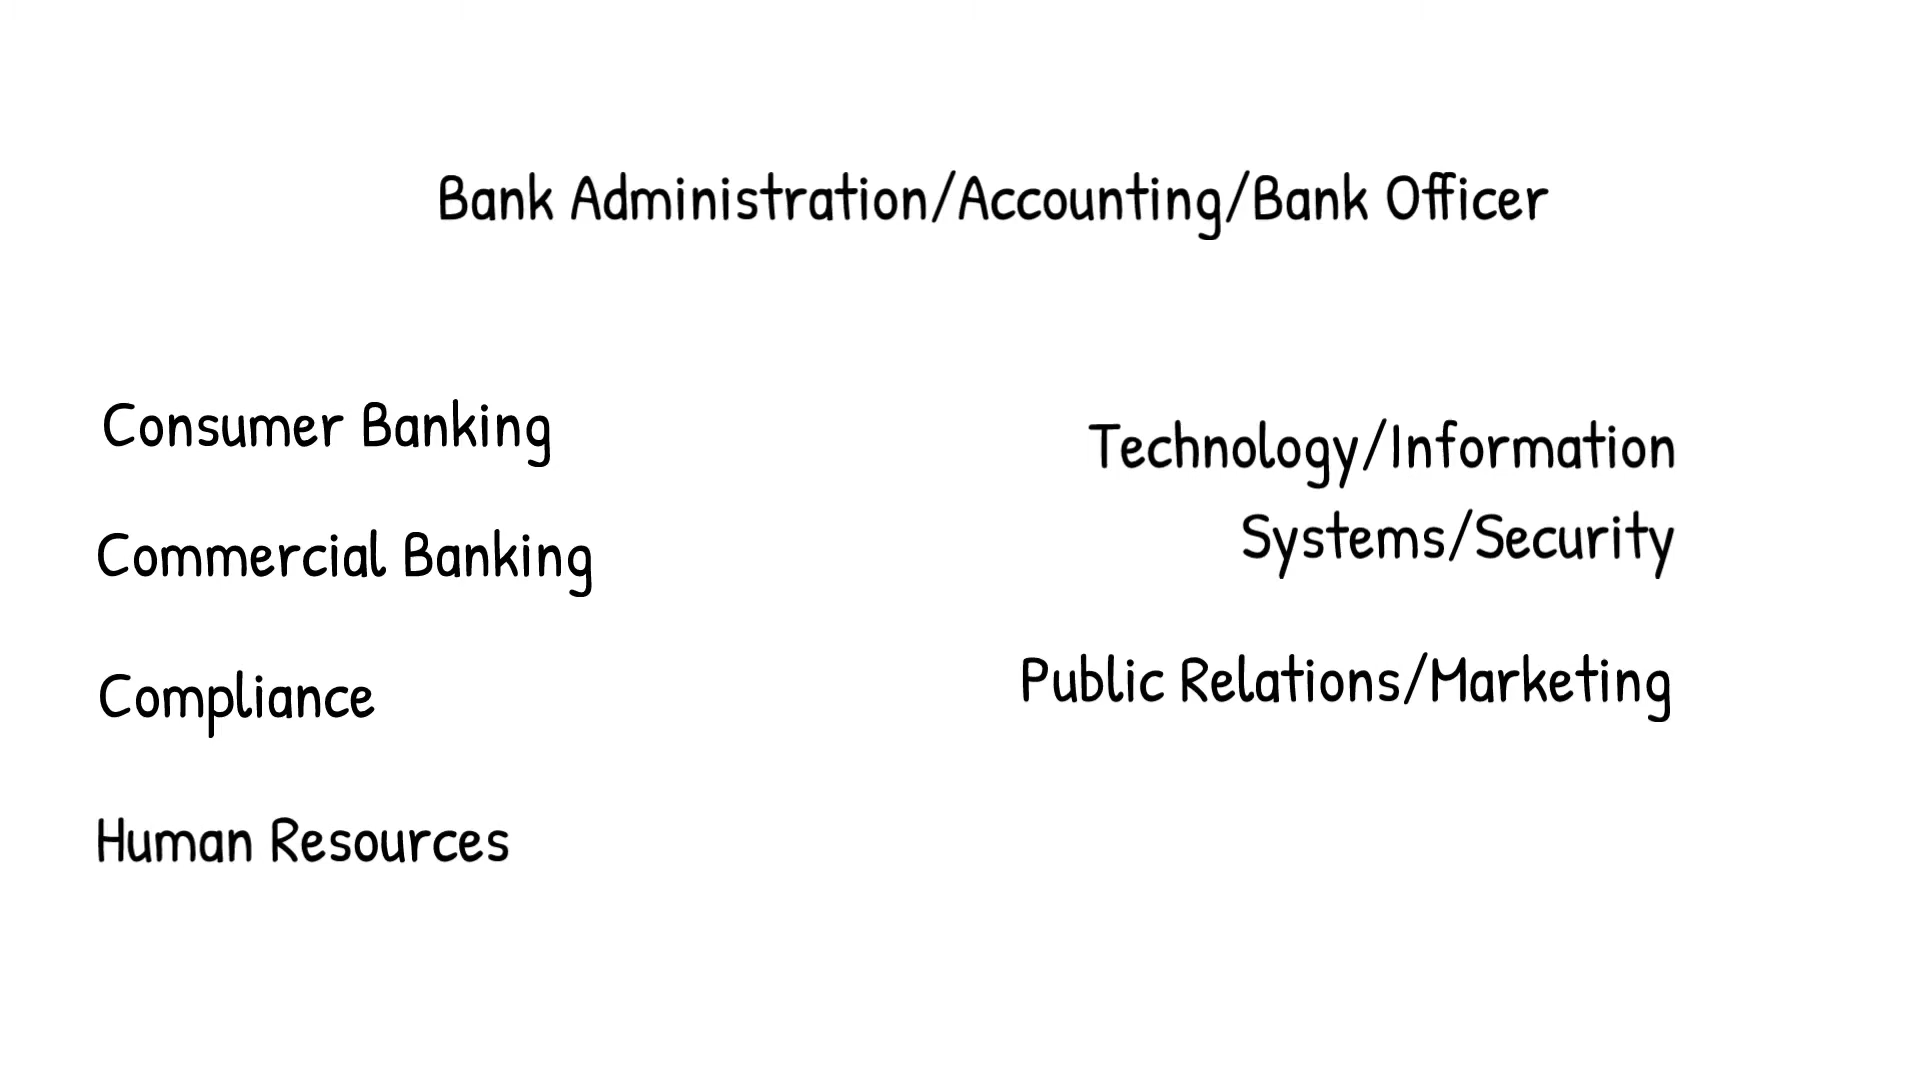 Bank Administration/Accounting/Bank Officer
Consumer Banking
Commercial Banking
Compliance
Human Resources
Technology/Information
Systems/Security
Public Relations/Marketing